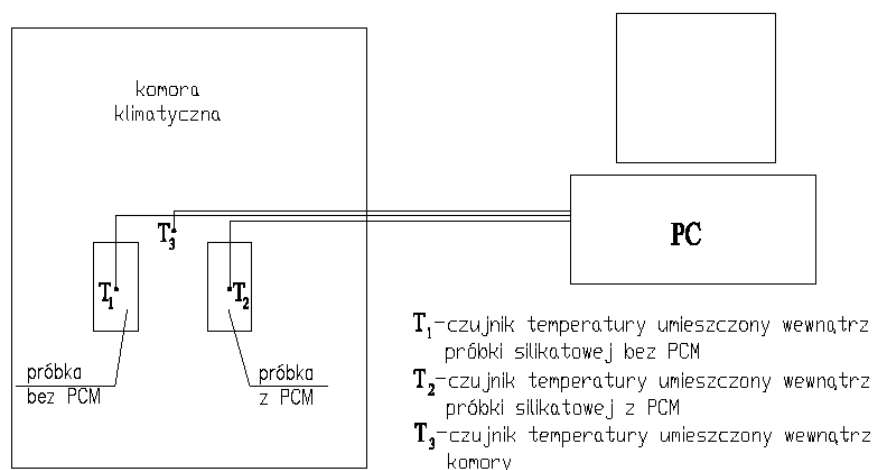 komora
klimatyczna
T3
PC
T1
T2
próbka
bez PCM
próbka
z PCM
T1-czujnik temperatury umieszczony wewnątrz
próbki silikatowej bez PCM
T2-czujnik temperatury umieszczony wewnątrz
próbki silikatowej z PCM
T3-czujnik temperatury umieszczony wewnątrz
komory